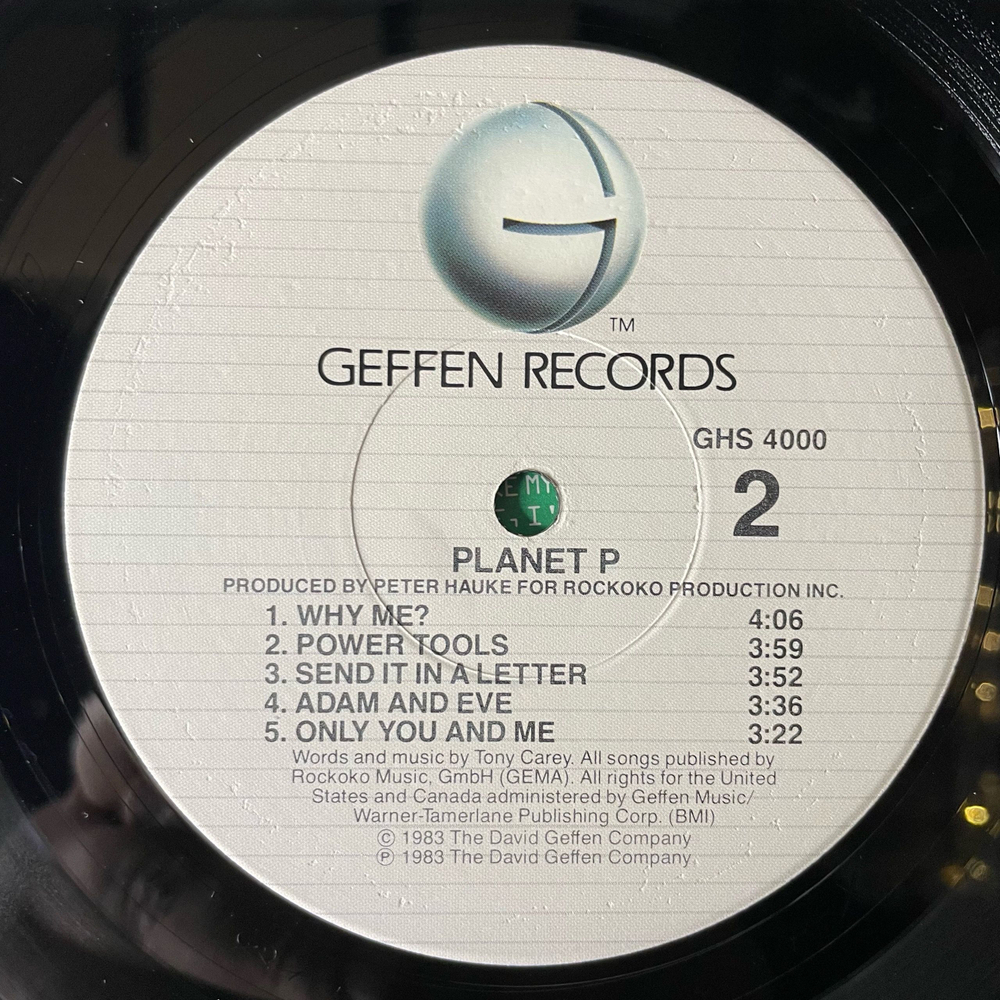 TM
GEFFEN RECORDS
GHS 4000
2
E MY
I'
PLANET P
PRODUCED BY PETER HAUKE FOR ROCKOKO PRODUCTION INC.
1. WHY ME? 4:06
2. POWER TOOLS 3:59
3. SEND IT IN A LETTER 3:52
4. ADAM AND EVE 3:36
5. ONLY YOU AND ME 3:22
Words and music by Tony Carey. All songs published by
Rockoko Music, GmbH (GEMA). All rights for the United
States and Canada administered by Geffen Music/
Warner-Tamerlane Publishing Corp. (BMI)
© 1983 The David Geffen Company
℗ 1983 The David Geffen Company.